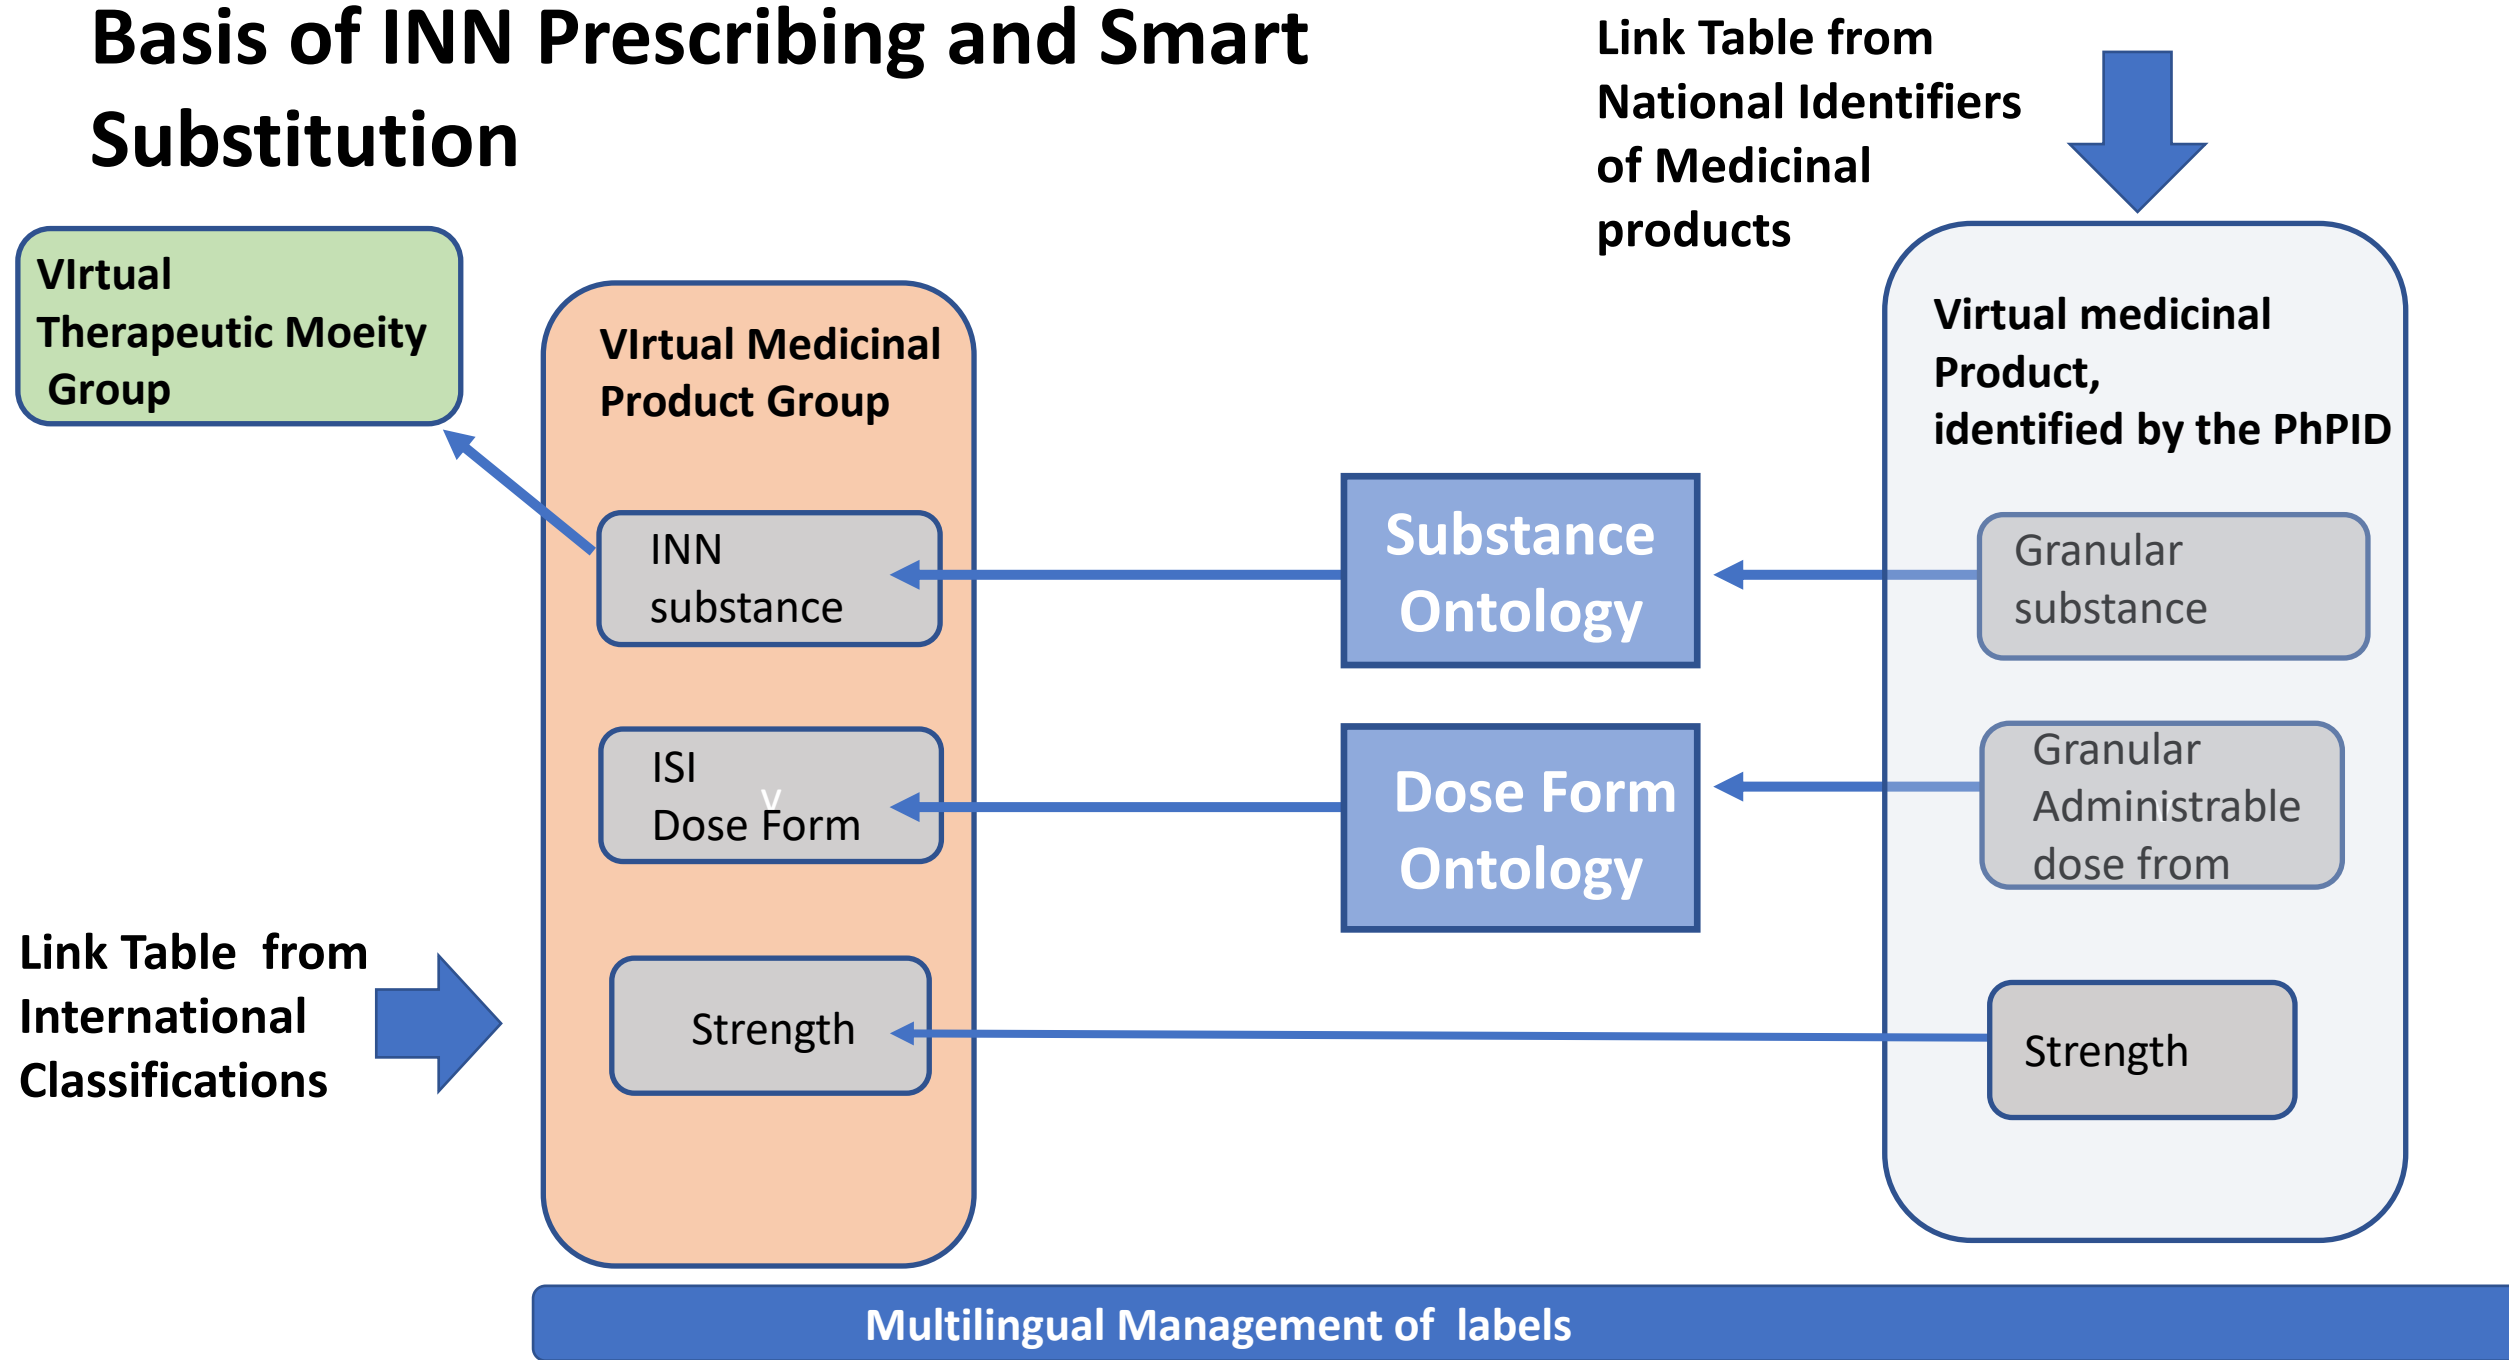 Basis of INN Prescribing and Smart
Substitution
Link Table from
National Identifiers
of Medicinal
products
VIrtual
Therapeutic Moeity
Group
VIrtual Medicinal
Product Group
Virtual medicinal
Product,
identified by the PhPID
INN
substance
Substance
Ontology
Granular
substance
ISI
v
Dose Form
Dose Form
Ontology
Granular
Administrable
dose from
Link Table from
International
Classifications
Strength
Strength
Multilingual Management of labels